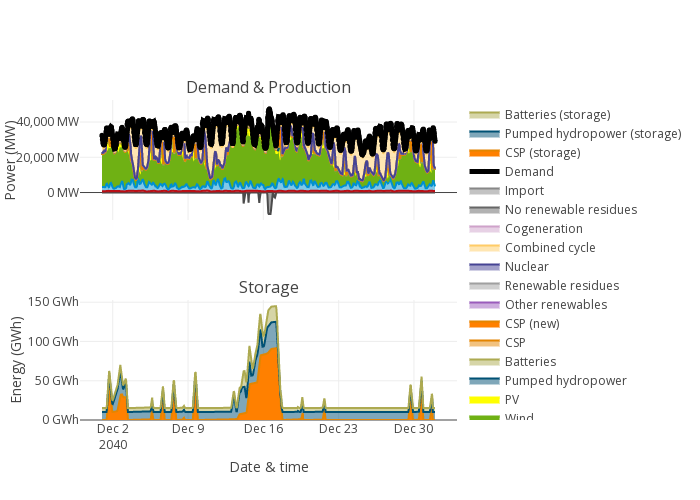 Demand & Production
Power (MW)
40,000 MW
20,000 MW
0 MW
Storage
Energy (GWh)
150 GWh
100 GWh
50 GWh
0 GWh
Dec 2
2040
Dec 9
Dec 16
Dec 23
Dec 30
Date & time
Batteries (storage)
Pumped hydropower (storage)
CSP (storage)
Demand
Import
No renewable residues
Cogeneration
Combined cycle
Nuclear
Renewable residues
Other renewables
CSP (new)
CSP
Batteries
Pumped hydropower
PV
Wind